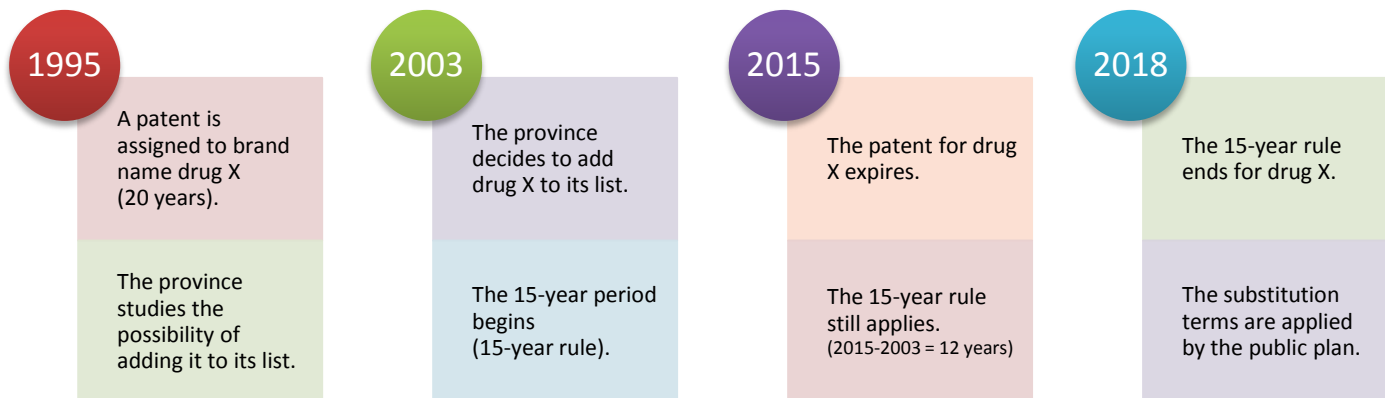 1995
A patent is
assigned to brand
name drug X
(20 years).
The province
studies the
possibility of
adding it to its list.
2003
The province
decides to add
drug X to its list.
The 15-year period
begins
(15-year rule).
2015
The patent for drug
X expires.
The 15-year rule
still applies.
(2015-2003 = 12 years)
2018
The 15-year rule
ends for drug X.
The substitution
terms are applied
by the public plan.